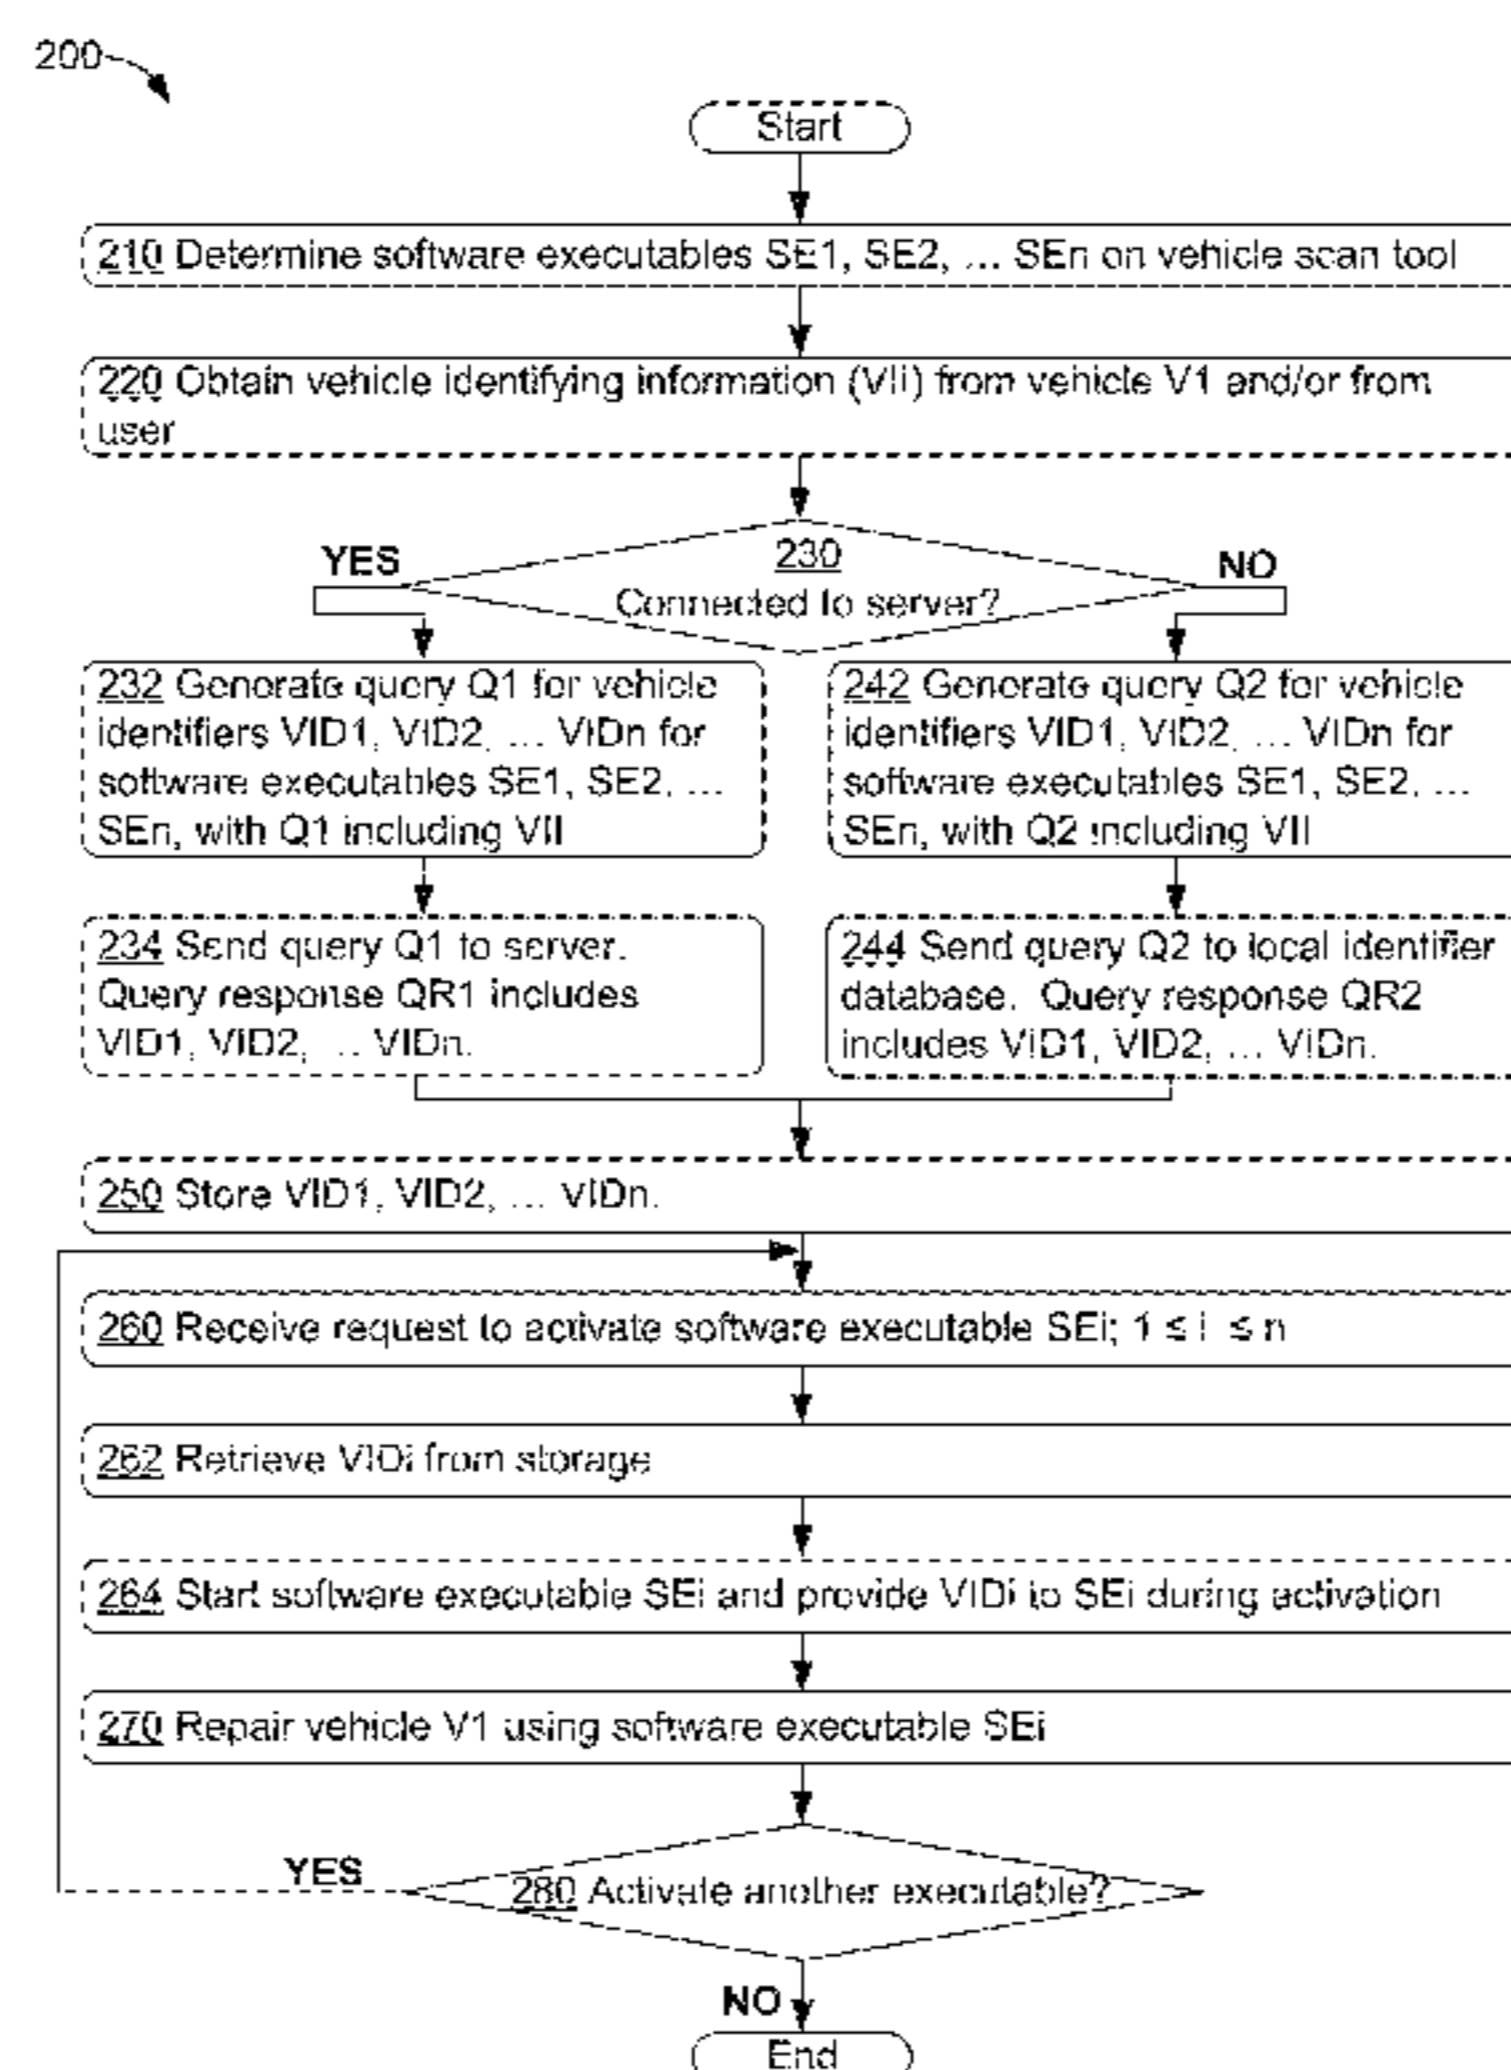 200
Start
210 Determine software executables SE1, SE2, ... SEn on vehicle scan tool
220 Obtain vehicle identifying information (VII) from vehicle V1 and/or from
user
230
Connected to server?
YES
NO
232 Generate query Q1 for vehicle
identifiers VID1, VID2, ... VIDn for
software executables SE1, SE2, ...
SEn, with Q1 including VII
242 Generate query Q2 for vehicle
identifiers VID1, VID2, ... VIDn for
software executables SE1, SE2, ...
SEn, with Q2 including VII
234 Send query Q1 to server.
Query response QR1 includes
VID1, VID2, ... VIDn.
244 Send query Q2 to local identifier
database. Query response QR2
includes VID1, VID2, ... VIDn.
250 Store VID1, VID2, ... VIDn.
260 Receive request to activate software executable SEi; 1 ≤ i ≤ n
262 Retrieve VIDi from storage
264 Start software executable SEi and provide VIDi to SEi during activation
270 Repair vehicle V1 using software executable SEi
YES
280 Activate another executable?
NO
End